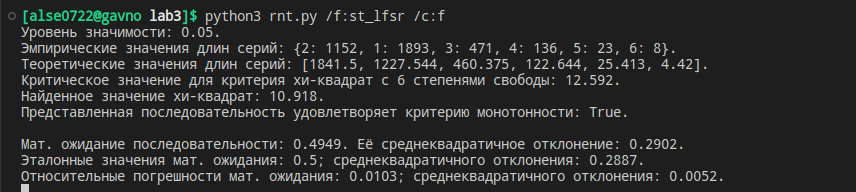 [alse0722@gavno lab3]$ python3 rnt.py /f:st_lfsr /c:f
Уровень значимости: 0.05.
Эмпирические значения длин серий: {2: 1152, 1: 1893, 3: 471, 4: 136, 5: 23, 6: 8}.
Теоретические значения длин серий: [1841.5, 1227.544, 460.375, 122.644, 25.413, 4.42].
Критическое значение для критерия хи-квадрат с 6 степенями свободы: 12.592.
Найденное значение хи-квадрат: 10.918.
Представленная последовательность удовлетворяет критерию монотонности: True.
Мат. ожидание последовательности: 0.4949. Её среднеквадратичное отклонение: 0.2902.
Эталонные значения мат. ожидания: 0.5; среднеквадратичного отклонения: 0.2887.
Относительные погрешности мат. ожидания: 0.0103; среднеквадратичного отклонения: 0.0052.